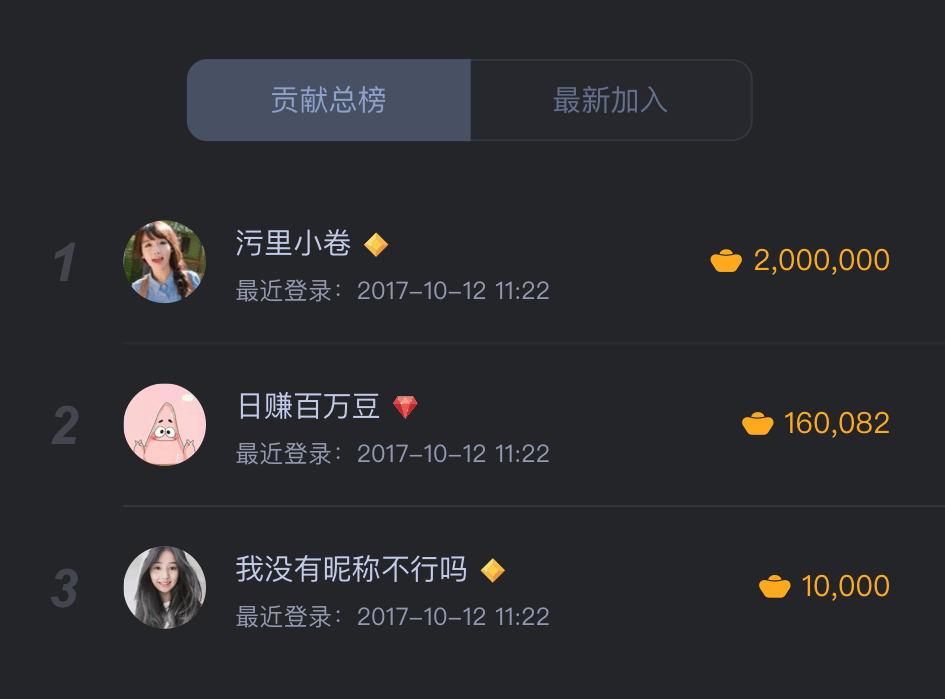 贡献总榜 最新加入
1 污里小卷 2,000,000
最近登录：2017-10-12 11:22
2 日赚百万豆 160,082
最近登录：2017-10-12 11:22
3 我没有昵称不行吗 10,000
最近登录：2017-10-12 11:22